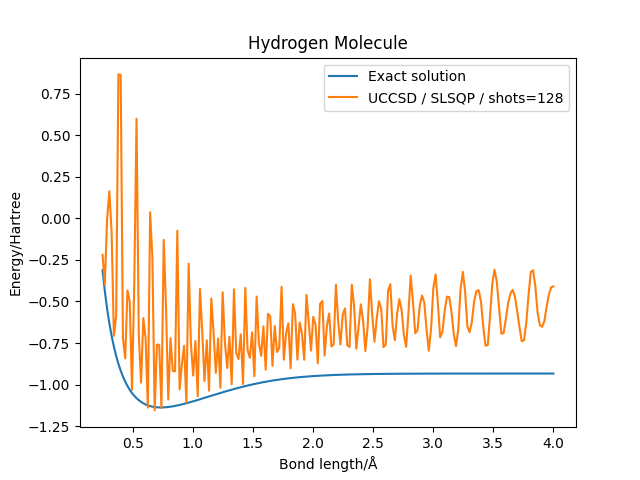 Hydrogen Molecule
Exact solution
UCCSD / SLSQP / shots=128
0.75
0.50
0.25
0.00
−0.25
−0.50
−0.75
−1.00
−1.25
Energy/Hartree
0.5 1.0 1.5 2.0 2.5 3.0 3.5 4.0
Bond length/Å